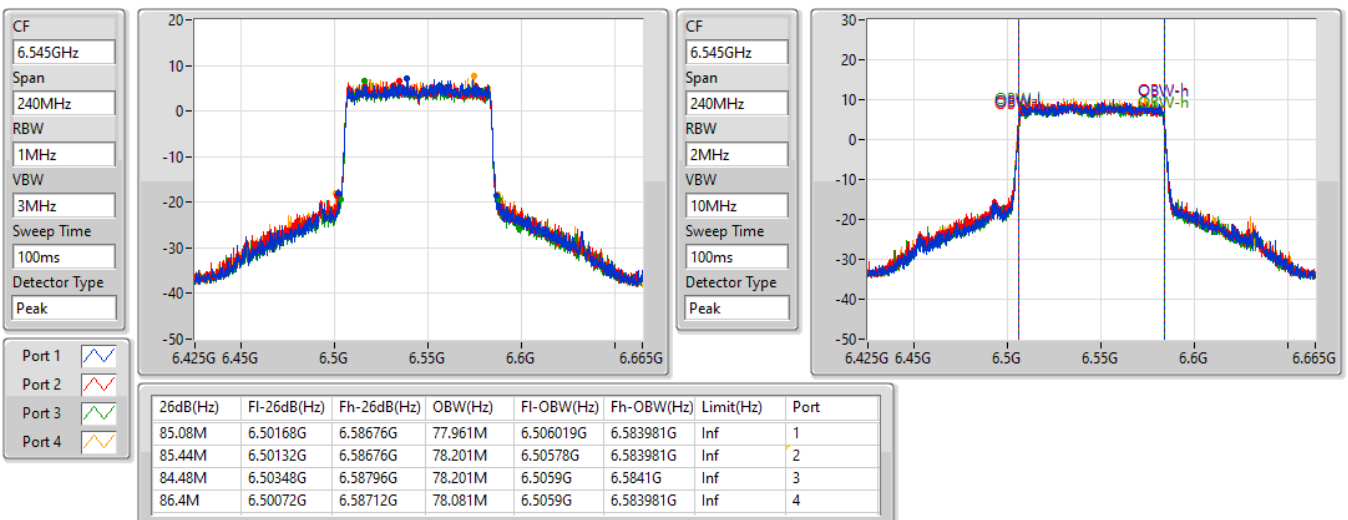 CF
6.545GHz
Span
240MHz
RBW
1MHz
VBW
3MHz
Sweep Time
100ms
Detector Type
Peak
20
10
0
-10
-20
-30
-40
-50
6.425G 6.45G 6.5G 6.55G 6.6G 6.665G
CF
6.545GHz
Span
240MHz
RBW
2MHz
VBW
10MHz
Sweep Time
100ms
Detector Type
Peak
30
20
10
0
-10
-20
-30
-40
-50
OBW-l
OBW-h
OBW-h
6.425G 6.45G 6.5G 6.55G 6.6G 6.665G
Port 1
Port 2
Port 3
Port 4
26dB(Hz) Fl-26dB(Hz) Fh-26dB(Hz) OBW(Hz) Fl-OBW(Hz) Fh-OBW(Hz) Limit(Hz) Port
85.08M 6.50168G 6.58676G 77.961M 6.506019G 6.583981G Inf 1
85.44M 6.50132G 6.58676G 78.201M 6.50578G 6.583981G Inf 2
84.48M 6.50348G 6.58796G 78.201M 6.5059G 6.5841G Inf 3
86.4M 6.50072G 6.58712G 78.081M 6.5059G 6.583981G Inf 4